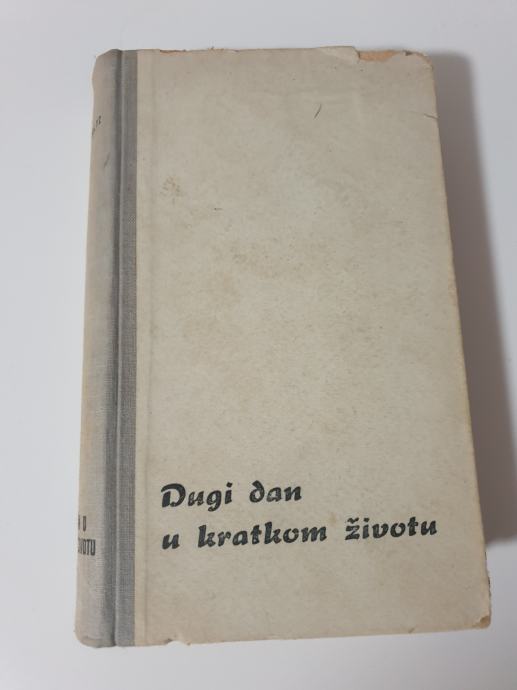 Dugi dan
u kratkom životu
U